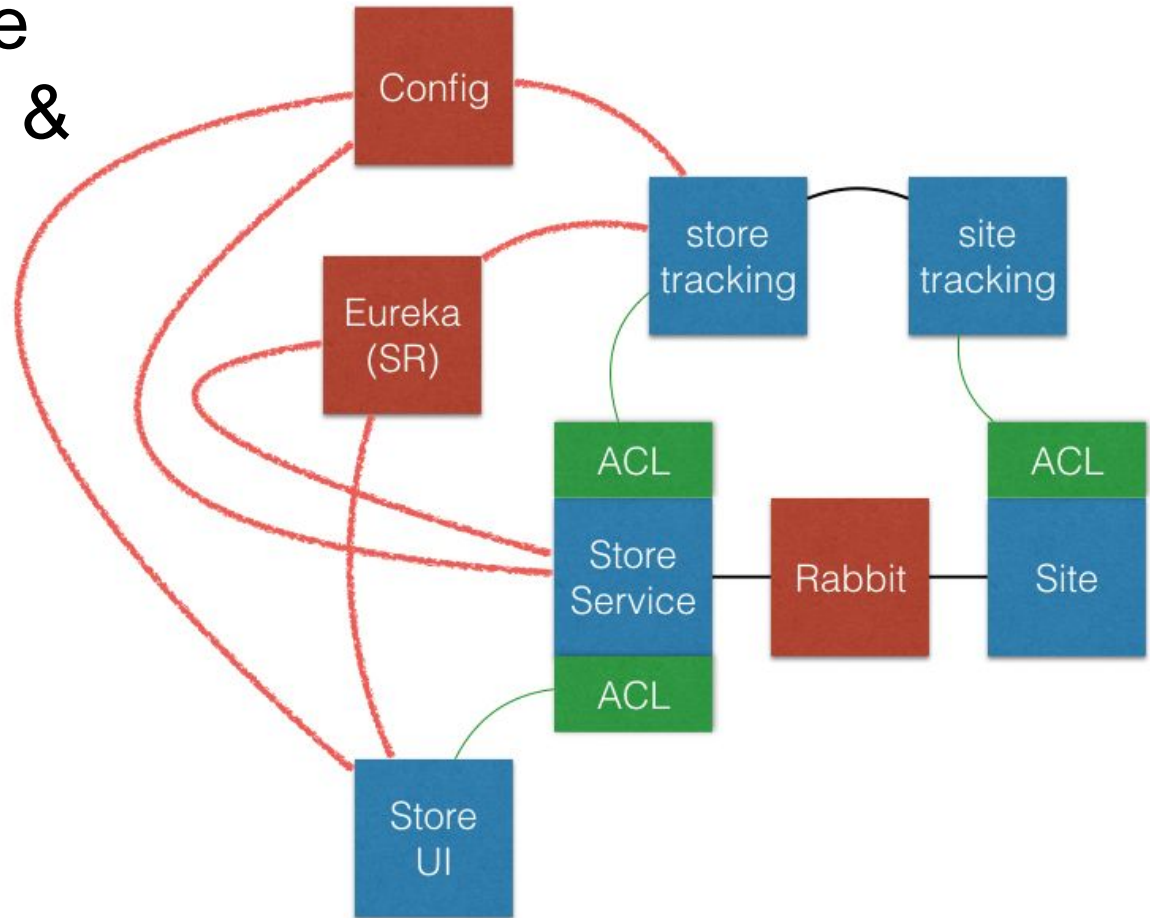 e
&
Config
store
tracking
site
tracking
Eureka
(SR)
ACL
ACL
Store
Service
Rabbit
Site
ACL
Store
UI